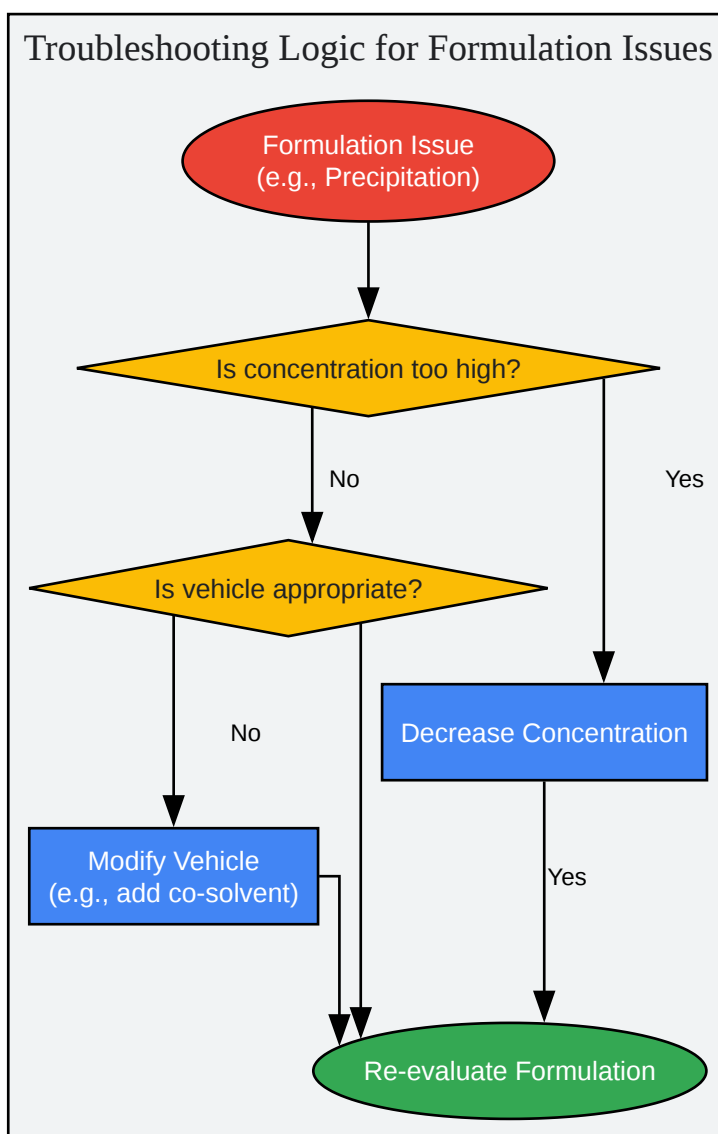 Troubleshooting Logic for Formulation Issues
Formulation Issue
(e.g., Precipitation)
Is concentration too high?
No
Yes
Is vehicle appropriate?
No
Decrease Concentration
Modify Vehicle
(e.g., add co-solvent)
Yes
Re-evaluate Formulation